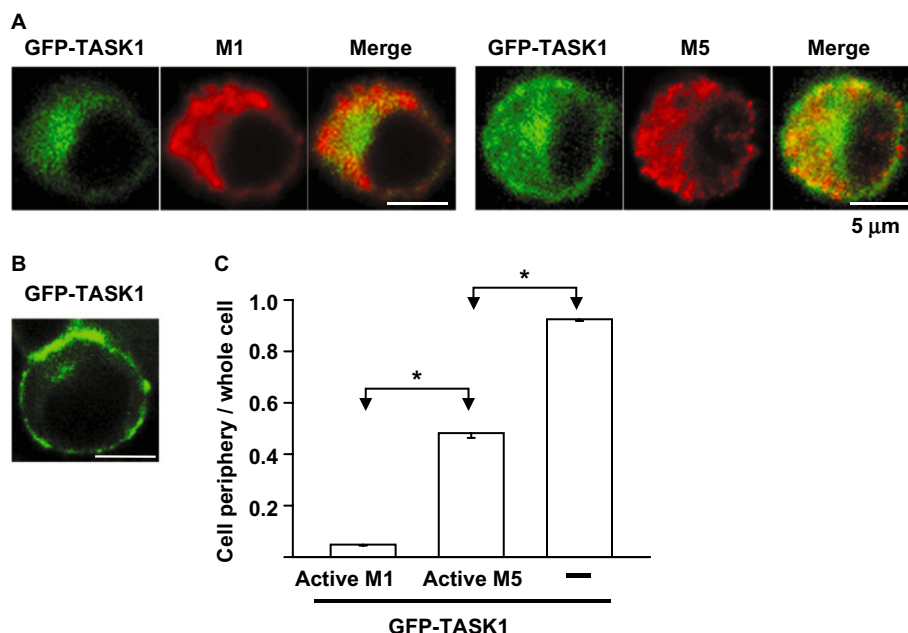 A
GFP-TASK1 M1 Merge GFP-TASK1 M5 Merge
5 μm
B
GFP-TASK1
C
Cell periphery / whole cell
1.0
0.8
0.6
0.4
0.2
*
*
Active M1 Active M5 –
GFP-TASK1